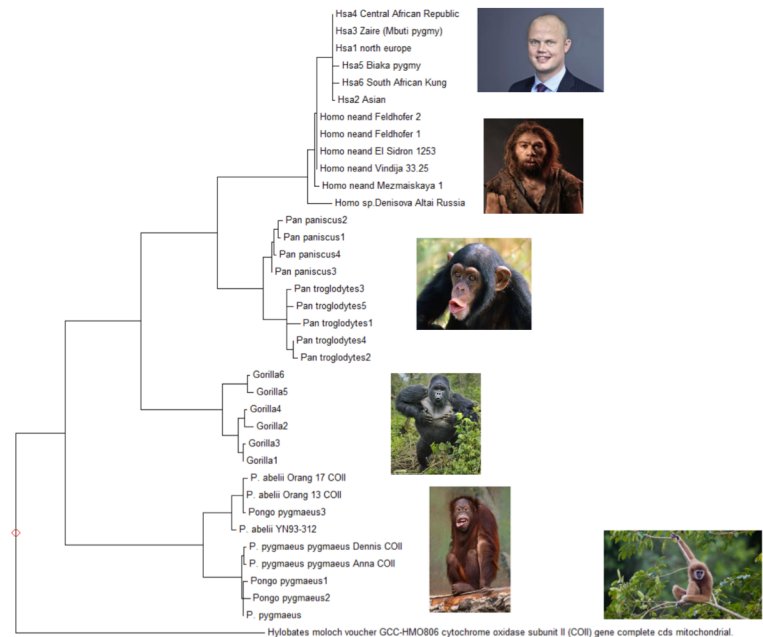 Hsa4 Central African Republic
Hsa3 Zaire (Mbuti pygmy)
Hsa1 north europe
Hsa5 Biaka pygmy
Hsa6 South African Kung
Hsa2 Asian
Homo neand Feldhofer 2
Homo neand Feldhofer 1
Homo neand El Sidron 1253
Homo neand Vindija 33.25
Homo neand Mezmaiskaya 1
Homo sp.Denisova Altai Russia
Pan paniscus2
Pan paniscus1
Pan paniscus4
Pan paniscus3
Pan troglodytes3
Pan troglodytes5
Pan troglodytes1
Pan troglodytes4
Pan troglodytes2
Gorilla6
Gorilla5
Gorilla4
Gorilla2
Gorilla3
Gorilla1
P. abelii Orang 17 COII
P. abelii Orang 13 COII
Pongo pygmaeus3
P. abelii YN93-312
P. pygmaeus pygmaeus Dennis COII
P. pygmaeus pygmaeus Anna COII
Pongo pygmaeus1
Pongo pygmaeus2
P. pygmaeus
Hylobates moloch voucher GCC-HMO806 cytochrome oxidase subunit II (COII) gene complete cds mitochondrial.